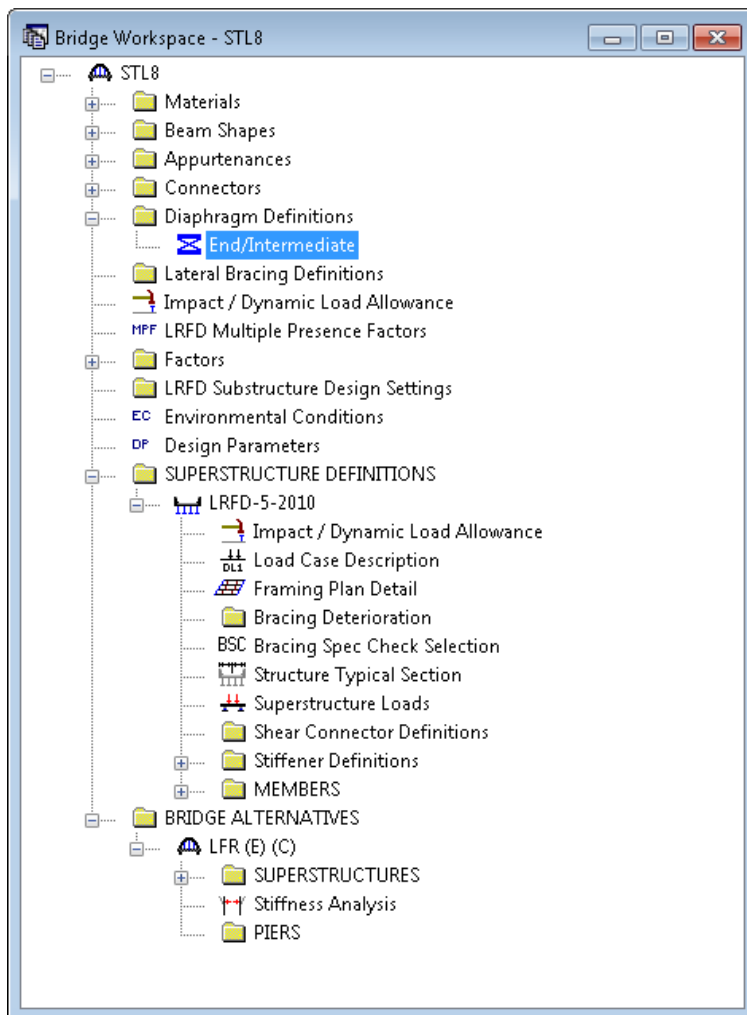 Bridge Workspace - STL8
STL8
Materials
Beam Shapes
Appurtenances
Connectors
Diaphragm Definitions
End/Intermediate
Lateral Bracing Definitions
Impact / Dynamic Load Allowance
MPF LRFD Multiple Presence Factors
Factors
LRFD Substructure Design Settings
EC Environmental Conditions
DP Design Parameters
SUPERSTRUCTURE DEFINITIONS
LRFD-5-2010
Impact / Dynamic Load Allowance
DL1 Load Case Description
Framing Plan Detail
Bracing Deterioration
BSC Bracing Spec Check Selection
Structure Typical Section
Superstructure Loads
Shear Connector Definitions
Stiffener Definitions
MEMBERS
BRIDGE ALTERNATIVES
LFR (E) (C)
SUPERSTRUCTURES
Stiffness Analysis
PIERS